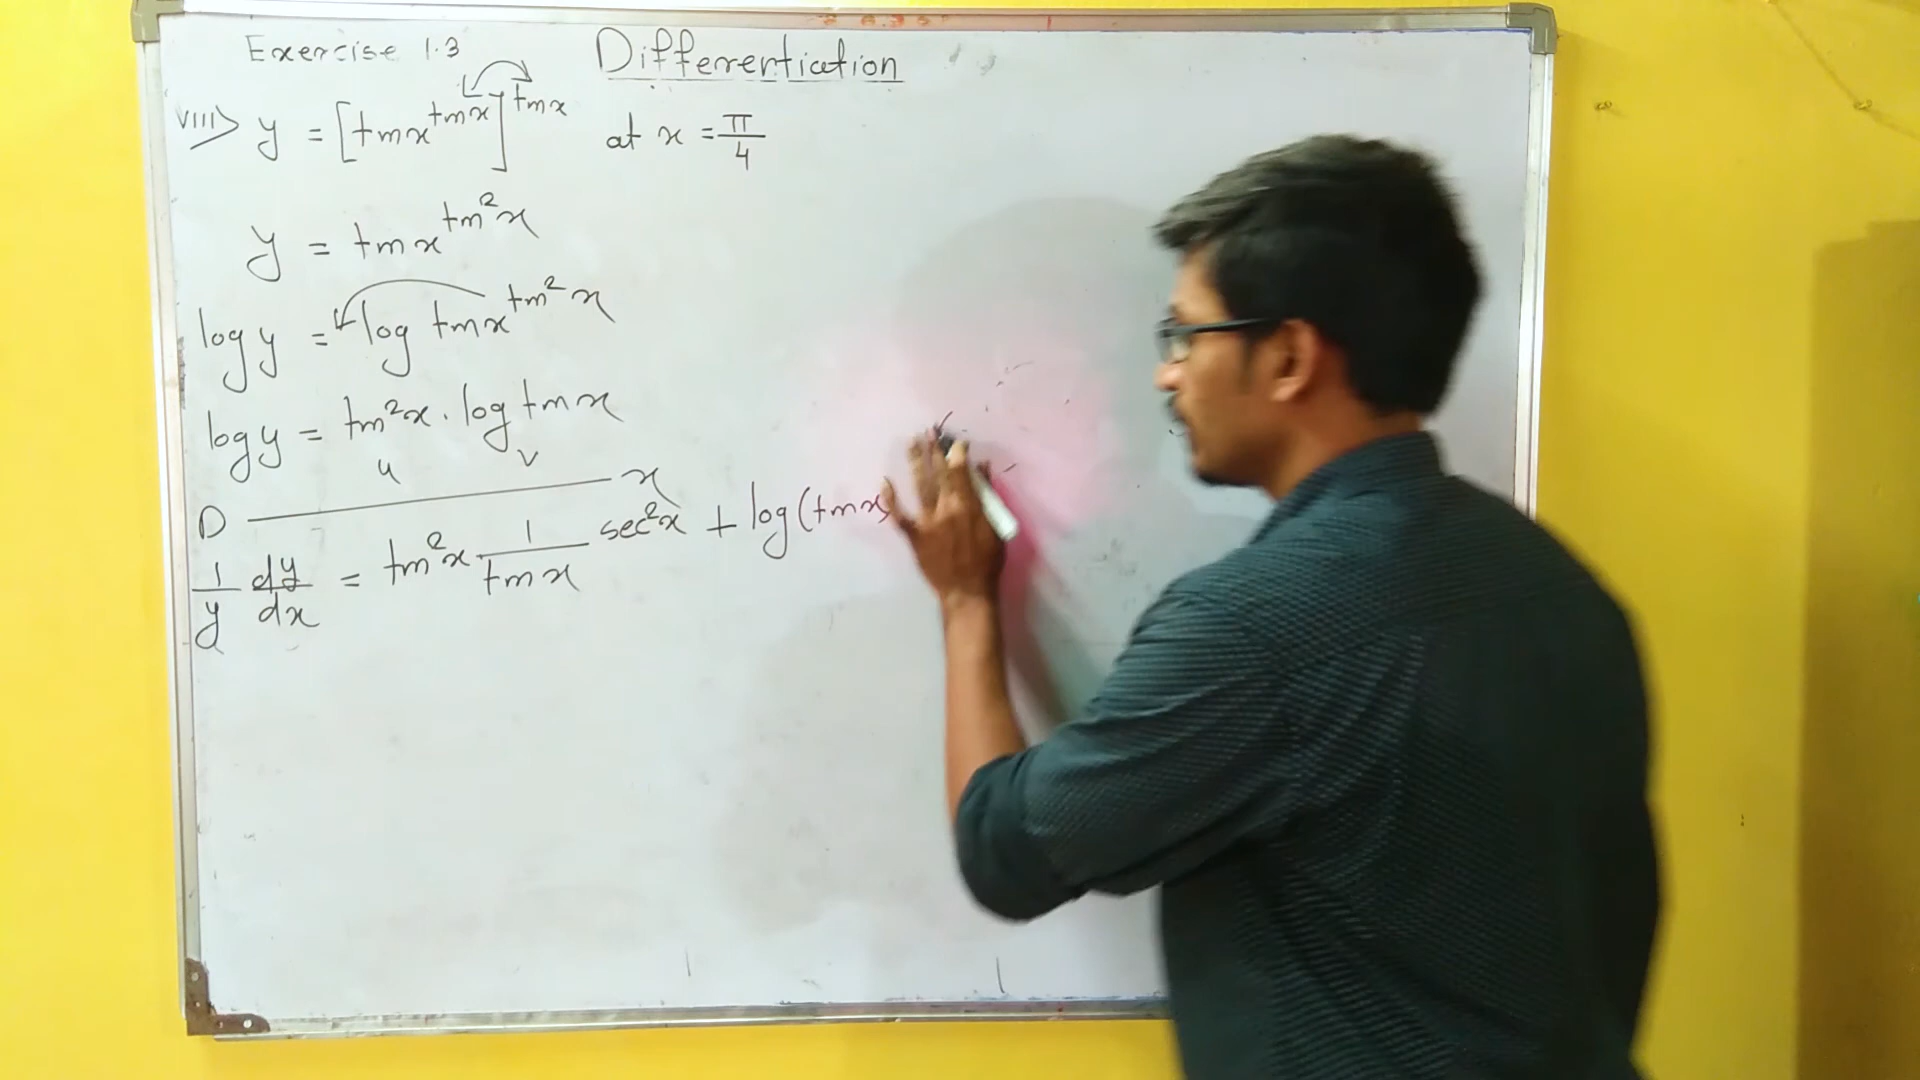 Exercise 1.3 Differentiation
VIII) y = [tanx^tanx]^tanx at x = π/4
y = tanx^tan²x
log y = log tanx^tan²x
log y = tan²x . log tanx
u v
D x
1/y dy/dx = tan²x 1/tanx sec²x + log(tanx)